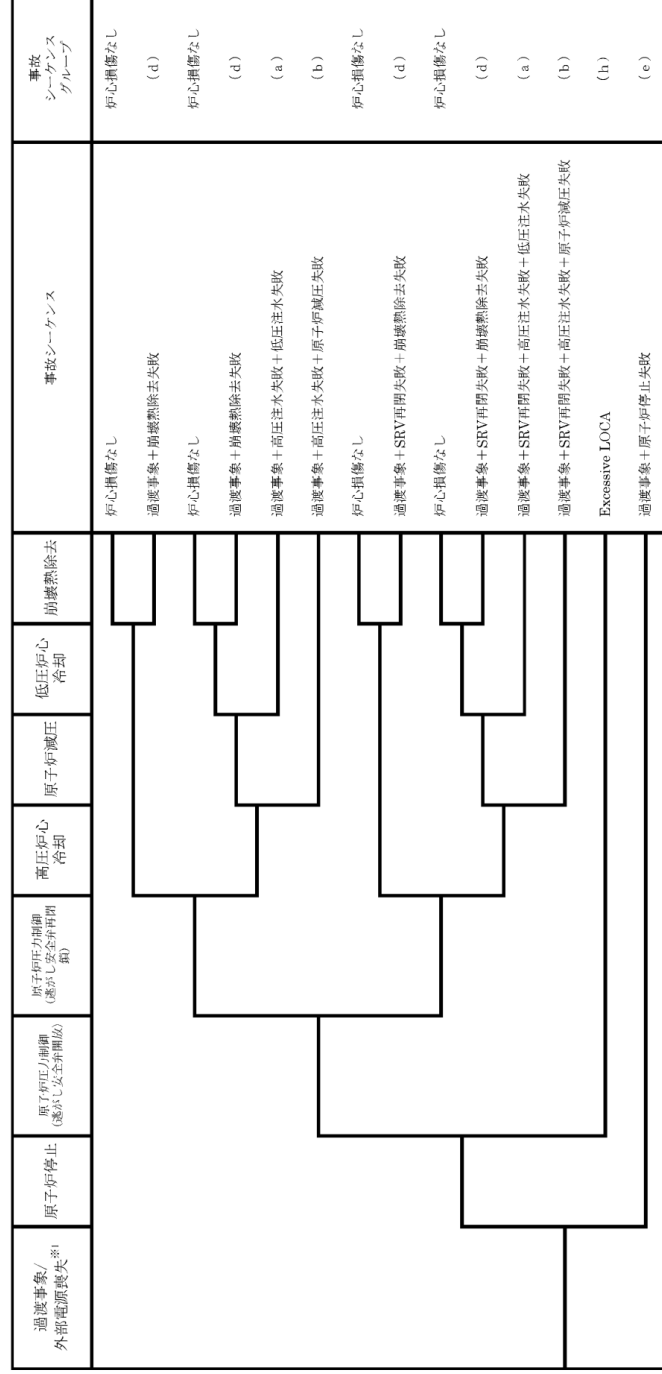 過渡事象/
外部電源喪失※1
原子炉停止
原子炉圧力制御
(逃がし安全弁開放)
原子炉圧力制御
(逃がし安全弁再閉
鎖)
高圧炉心
冷却
原子炉減圧
低圧炉心
冷却
崩壊熱除去
事故シーケンス
事故
シーケンス
グループ
炉心損傷なし
炉心損傷なし
過渡事象+崩壊熱除去失敗
(d)
炉心損傷なし
炉心損傷なし
過渡事象+崩壊熱除去失敗
(d)
過渡事象+高圧注水失敗+低圧注水失敗
(a)
過渡事象+高圧注水失敗+原子炉減圧失敗
(b)
炉心損傷なし
炉心損傷なし
過渡事象+SRV再閉失敗+崩壊熱除去失敗
(d)
炉心損傷なし
炉心損傷なし
過渡事象+SRV再閉失敗+崩壊熱除去失敗
(d)
過渡事象+SRV再閉失敗+高圧注水失敗+低圧注水失敗
(a)
過渡事象+SRV再閉失敗+高圧注水失敗+原子炉減圧失敗
(b)
Excessive LOCA
(h)
過渡事象+原子炉停止失敗
(e)